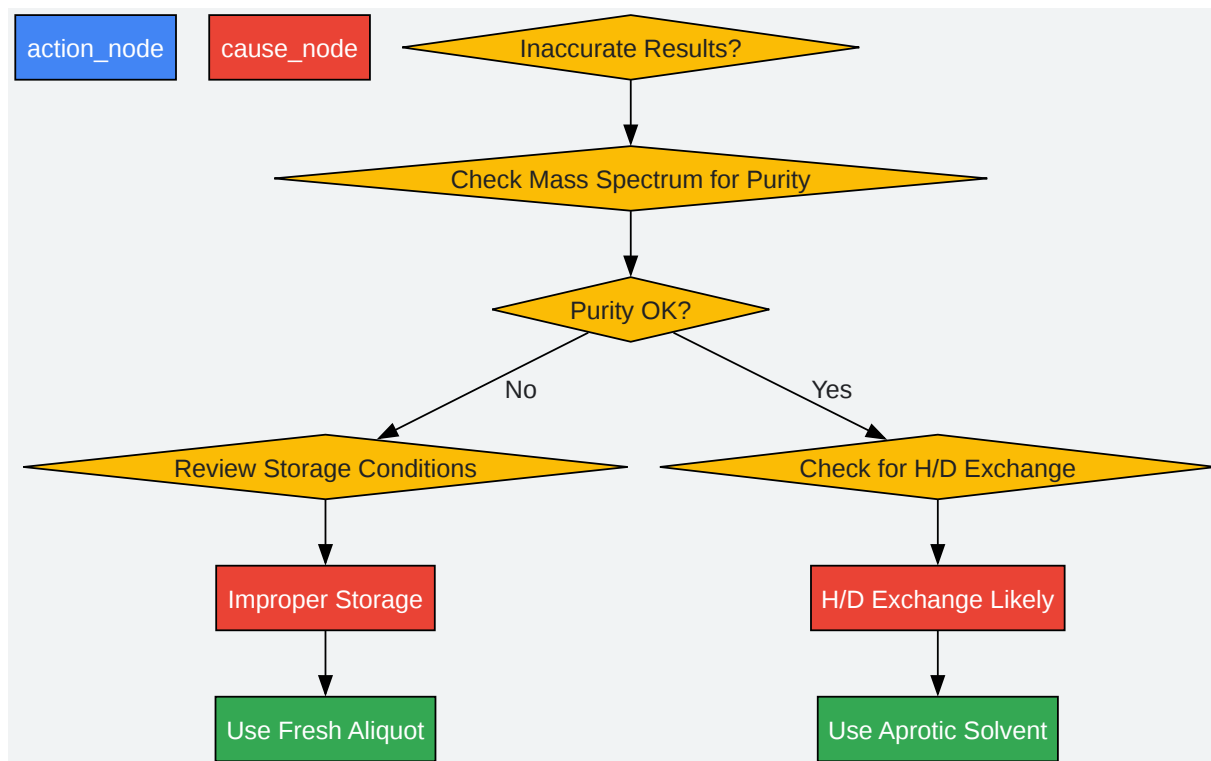 action_node
cause_node
Inaccurate Results?
Check Mass Spectrum for Purity
Purity OK?
No
Yes
Review Storage Conditions
Check for H/D Exchange
Improper Storage
H/D Exchange Likely
Use Fresh Aliquot
Use Aprotic Solvent